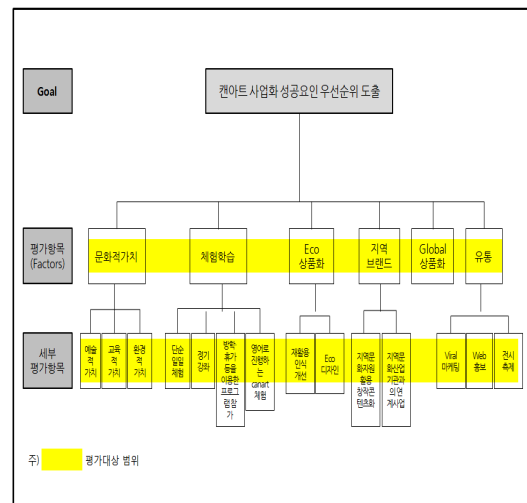 Goal
캔아트 사업화 성공요인 우선순위 도출
평가항목
(Factors)
문화적가치
체험학습
Eco
상품화
지역
브랜드
Global
상품화
유통
세부
평가항목
예술
적
가치
교육
적
가치
환경
적
가치
단순
일일
체험
정기
강좌
방학·
휴가
등을
이용한
프로그
램참
가
영어로
진행하
는
canart
체험
재활용
인식
개선
Eco
디자인
지역문
화자원
활용
창작콘
텐츠화
지역문
화산업
기관과
의 연
계사업
Viral
마케팅
Web
홍보
전시
축제
주)
평가대상 범위